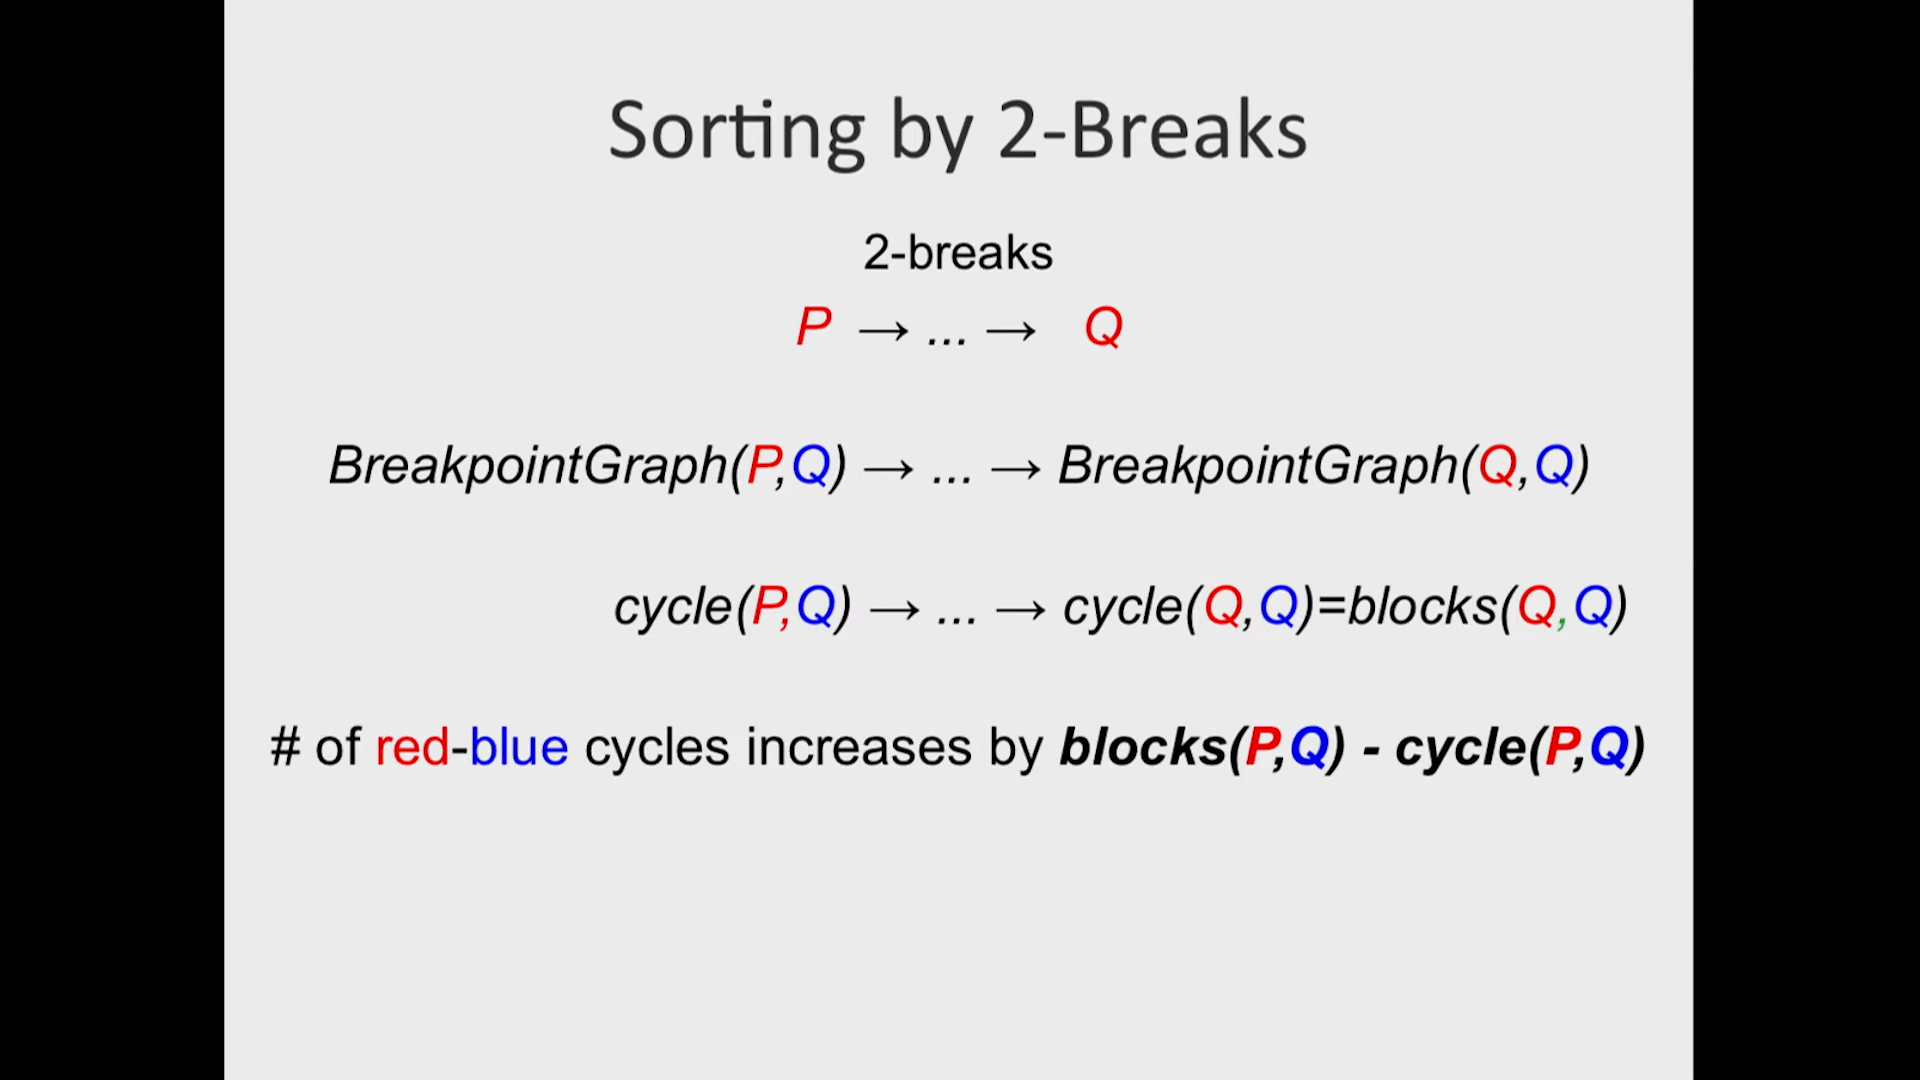 Sorting by 2-Breaks
2-breaks
P → ... → Q
BreakpointGraph(P,Q) → ... → BreakpointGraph(Q,Q)
cycle(P,Q) → ... → cycle(Q,Q)=blocks(Q,Q)
# of red-blue cycles increases by blocks(P,Q) - cycle(P,Q)